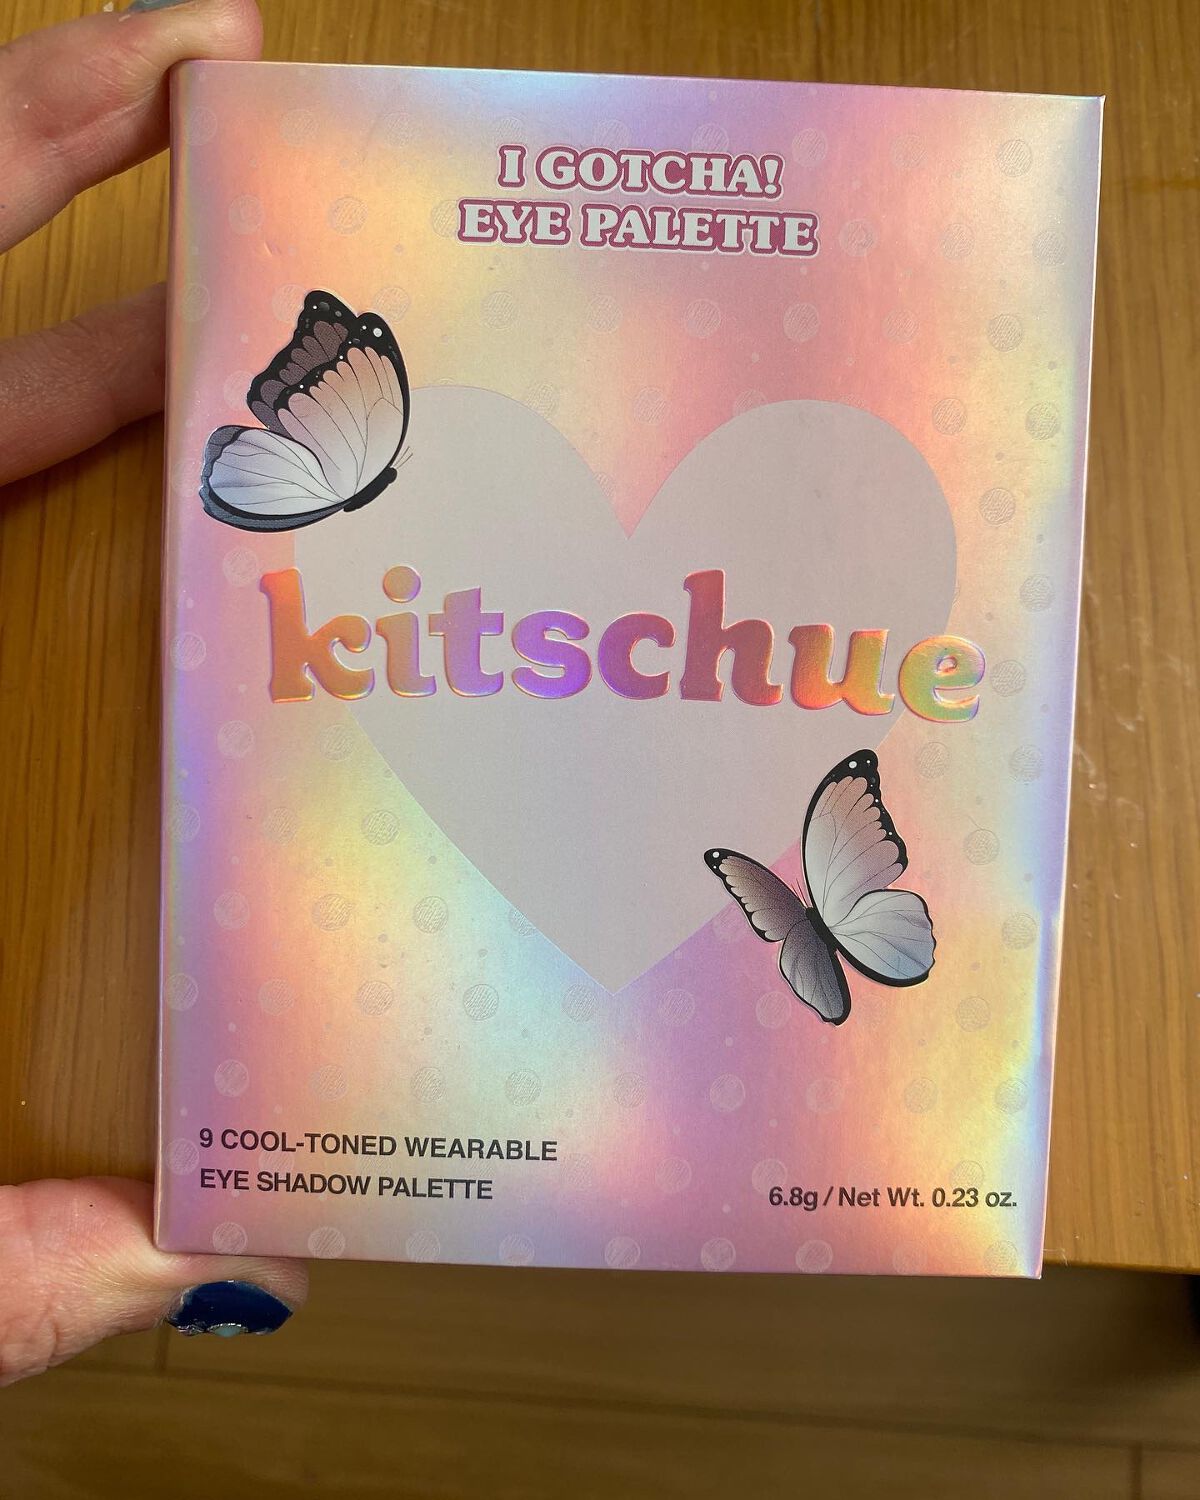 I GOTCHA!
EYE PALETTE
kitschue
9 COOL-TONED WEARABLE
EYE SHADOW PALETTE
6.8g / Net Wt. 0.23 oz.